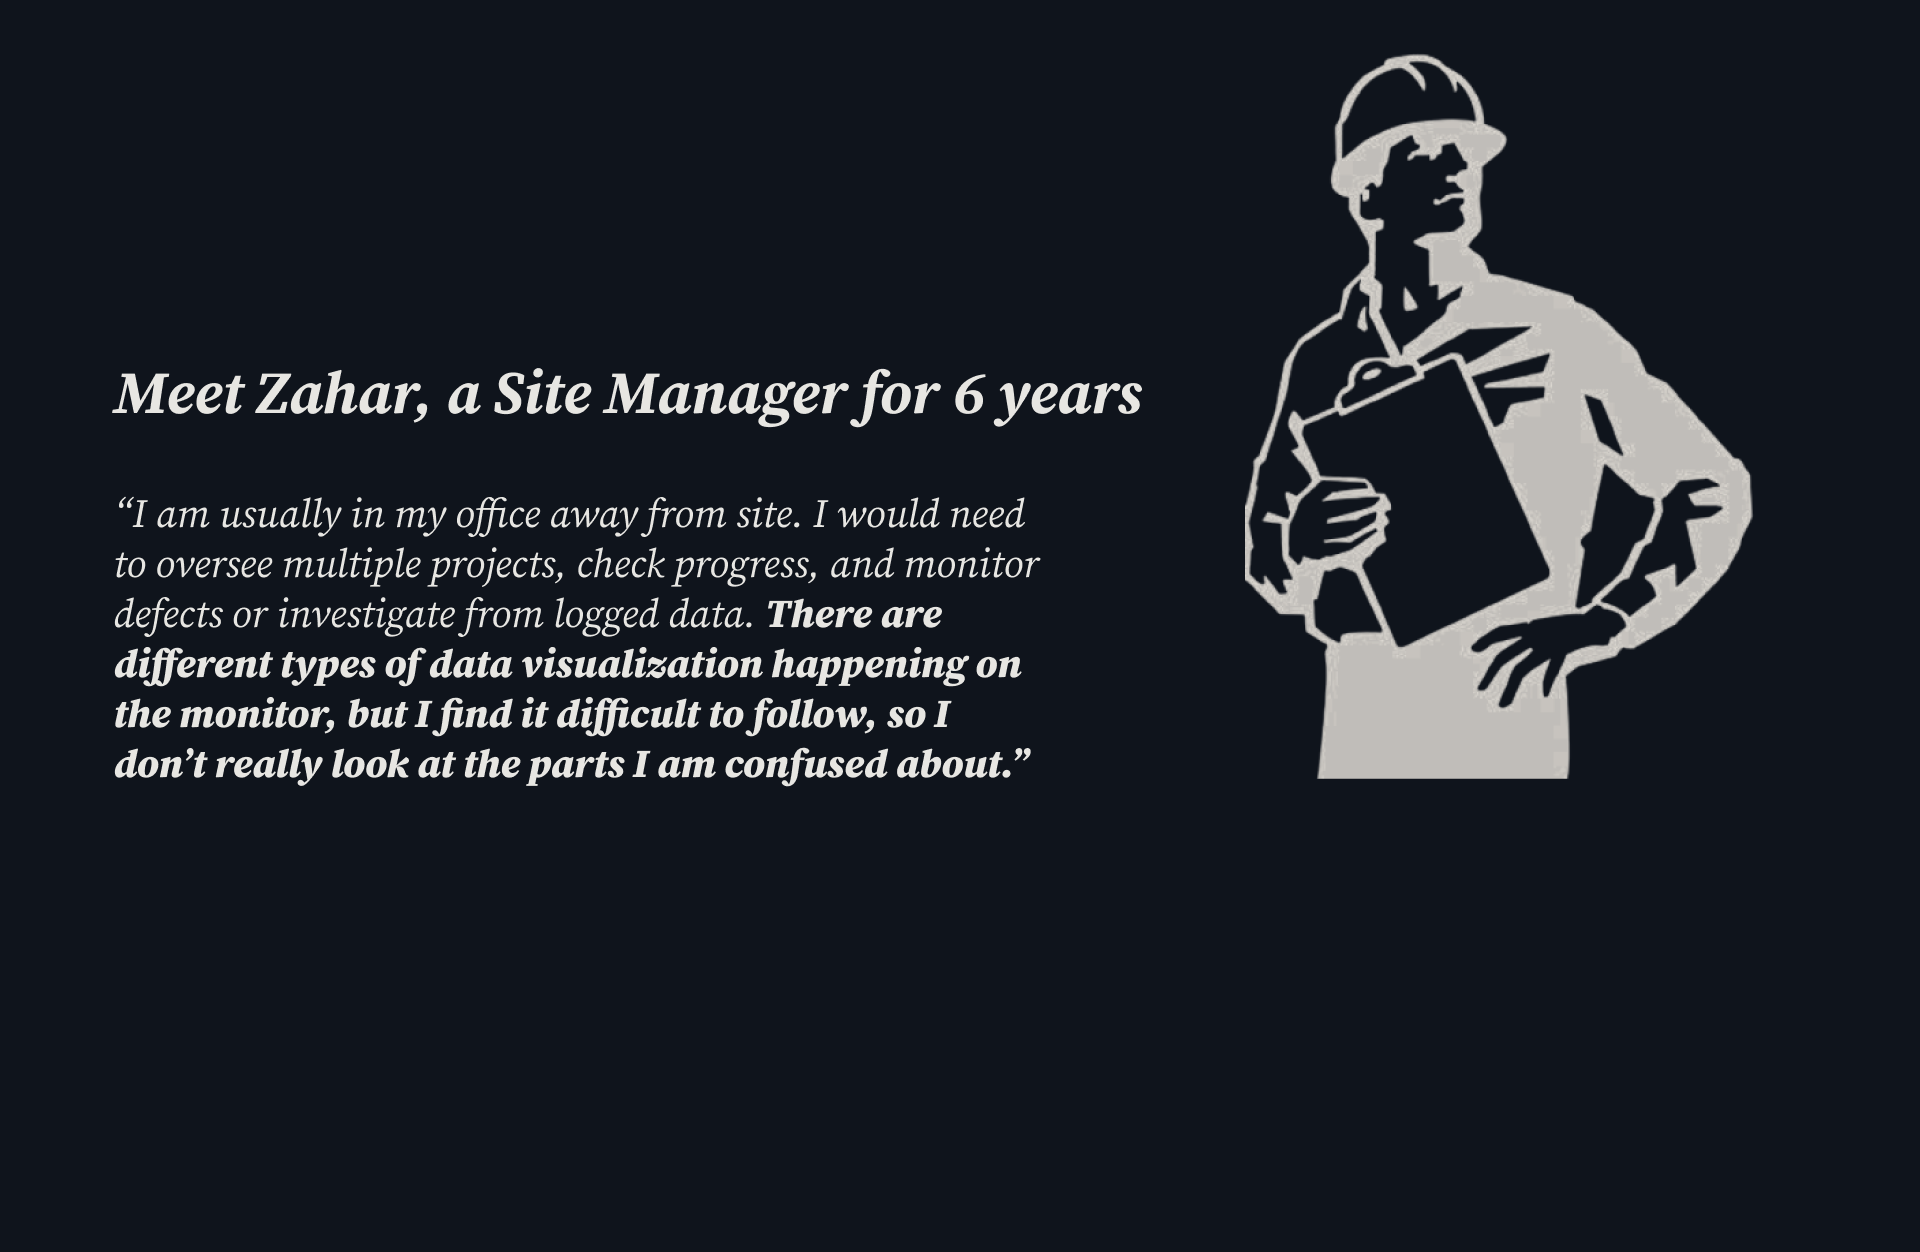 Meet Zahar, a Site Manager for 6 years
“I am usually in my office away from site. I would need
to oversee multiple projects, check progress, and monitor
defects or investigate from logged data. There are
different types of data visualization happening on
the monitor, but I find it difficult to follow, so I
don’t really look at the parts I am confused about.”